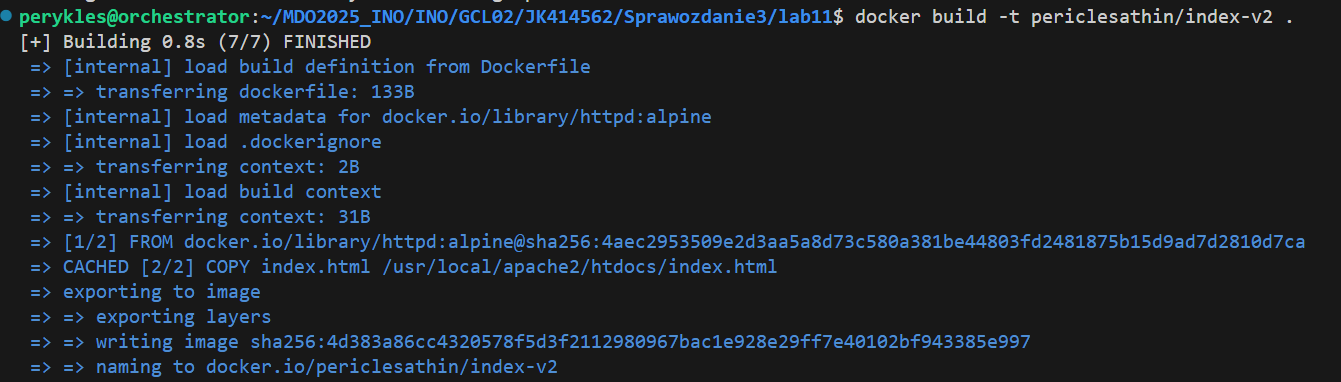 perykles@orchestrator:~/MDO2025_INO/INO/GCL02/JK414562/Sprawozdanie3/lab11$ docker build -t periclesathin/index-v2 .
[+] Building 0.8s (7/7) FINISHED
=> [internal] load build definition from Dockerfile
=> => transferring dockerfile: 133B
=> [internal] load metadata for docker.io/library/httpd:alpine
=> [internal] load .dockerignore
=> => transferring context: 2B
=> [internal] load build context
=> => transferring context: 31B
=> [1/2] FROM docker.io/library/httpd:alpine@sha256:4aec2953509e2d3aa5a8d73c580a381be44803fd2481875b15d9ad7d2810d7ca
=> CACHED [2/2] COPY index.html /usr/local/apache2/htdocs/index.html
=> exporting to image
=> => exporting layers
=> => writing image sha256:4d383a86cc4320578f5d3f2112980967bac1e928e29ff7e40102bf943385e997
=> => naming to docker.io/periclesathin/index-v2